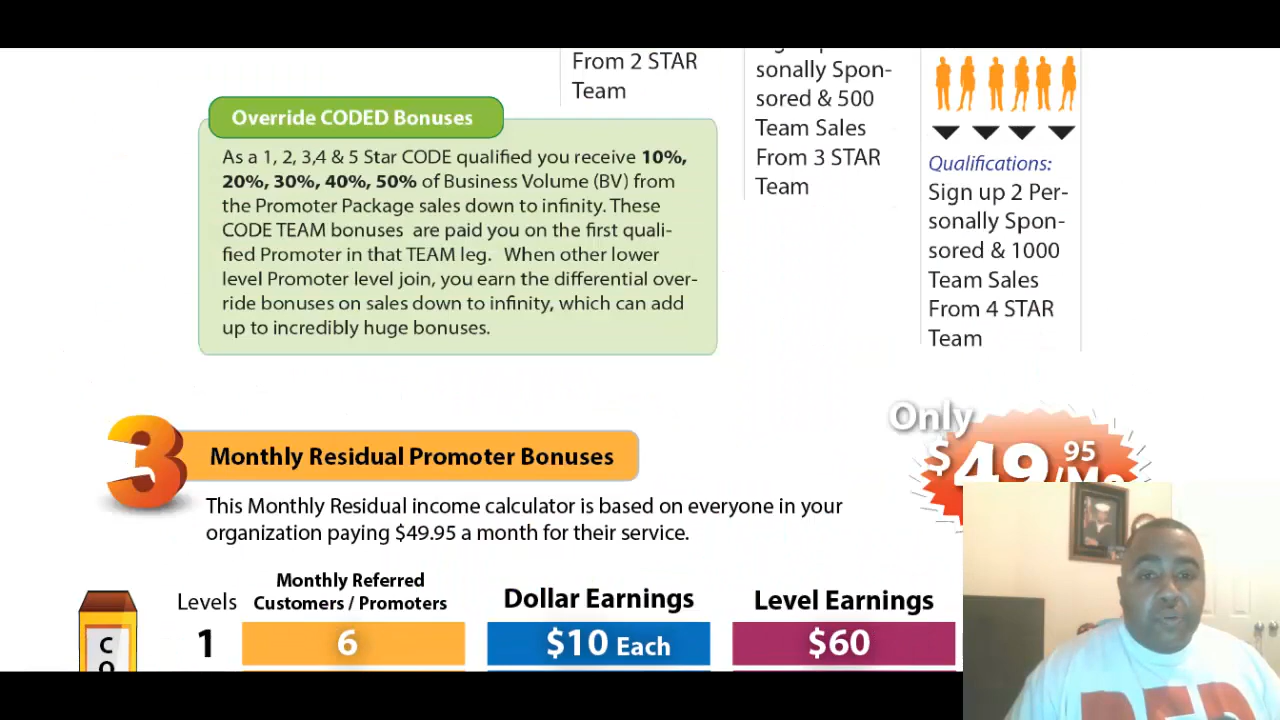 From 2 STAR
Team
sonally Spon-
sored & 500
Team Sales
From 3 STAR
Team
Qualifications:
Sign up 2 Per-
sonally Spon-
sored & 1000
Team Sales
From 4 STAR
Team
Override CODED Bonuses
As a 1, 2, 3,4 & 5 Star CODE qualified you receive 10%,
20%, 30%, 40%, 50% of Business Volume (BV) from
the Promoter Package sales down to infinity. These
CODE TEAM bonuses are paid you on the first quali-
fied Promoter in that TEAM leg. When other lower
level Promoter level join, you earn the differential over-
ride bonuses on sales down to infinity, which can add
up to incredibly huge bonuses.
3
Monthly Residual Promoter Bonuses
Only
$49.95/Mo
This Monthly Residual income calculator is based on everyone in your
organization paying $49.95 a month for their service.
Levels
Monthly Referred
Customers / Promoters
Dollar Earnings
Level Earnings
C
O
1
6
$10 Each
$60
RED